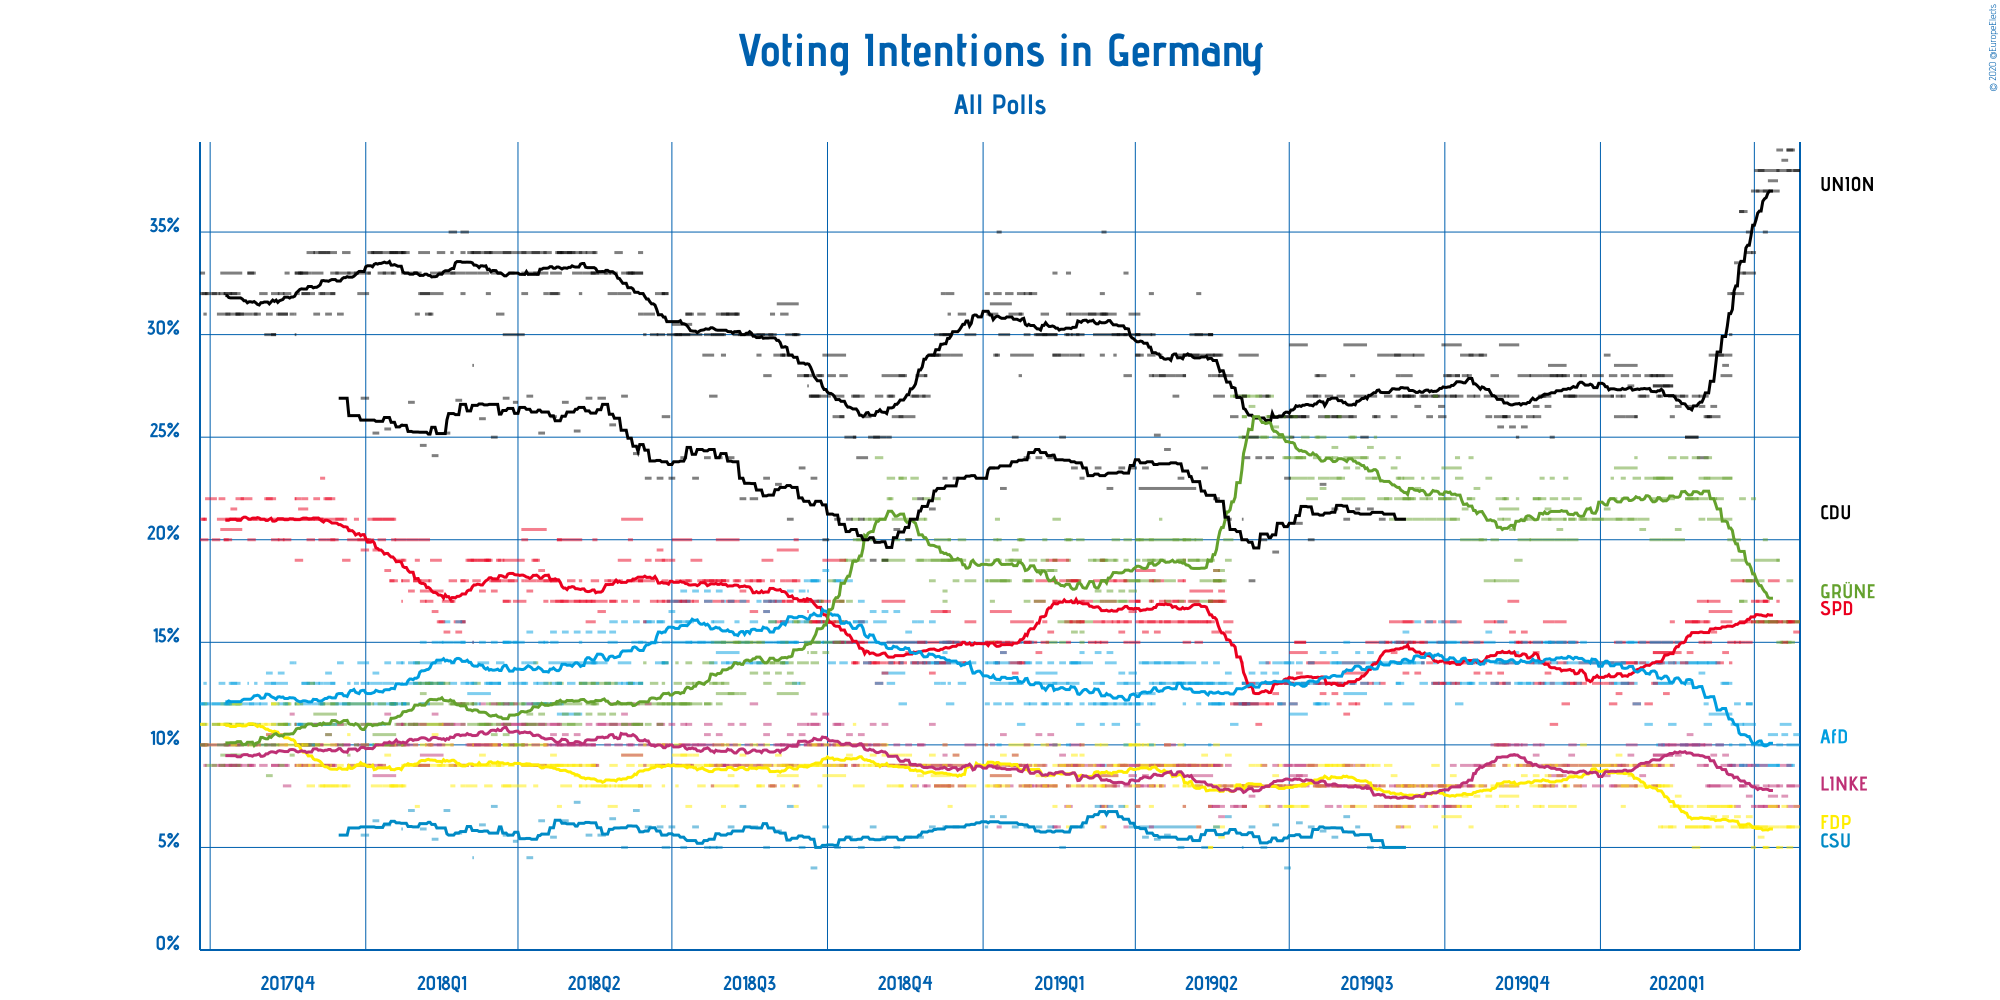 © 2020 @EuropeElects
Voting Intentions in Germany
All Polls
35%
30%
25%
20%
15%
10%
5%
0%
UNION
CDU
GRÜNE
SPD
AfD
LINKE
FDP
CSU
2017Q4 2018Q1 2018Q2 2018Q3 2018Q4 2019Q1 2019Q2 2019Q3 2019Q4 2020Q1